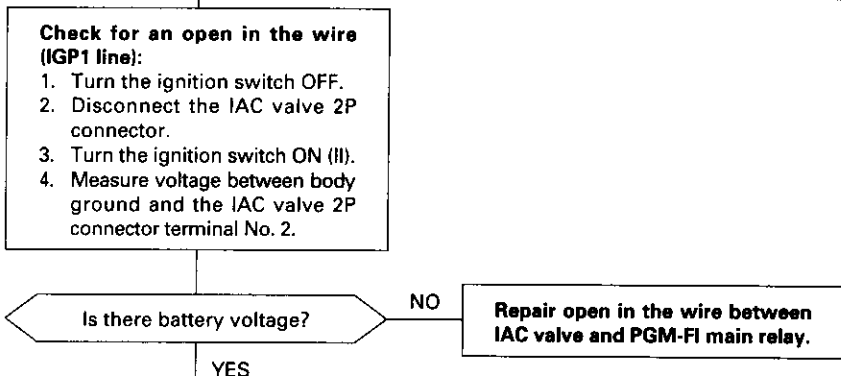 Check for an open in the wire
(IGP1 line):
1. Turn the ignition switch OFF.
2. Disconnect the IAC valve 2P
connector.
3. Turn the ignition switch ON (II).
4. Measure voltage between body
ground and the IAC valve 2P
connector terminal No. 2.
Is there battery voltage?
NO
Repair open in the wire between
IAC valve and PGM-FI main relay.
YES